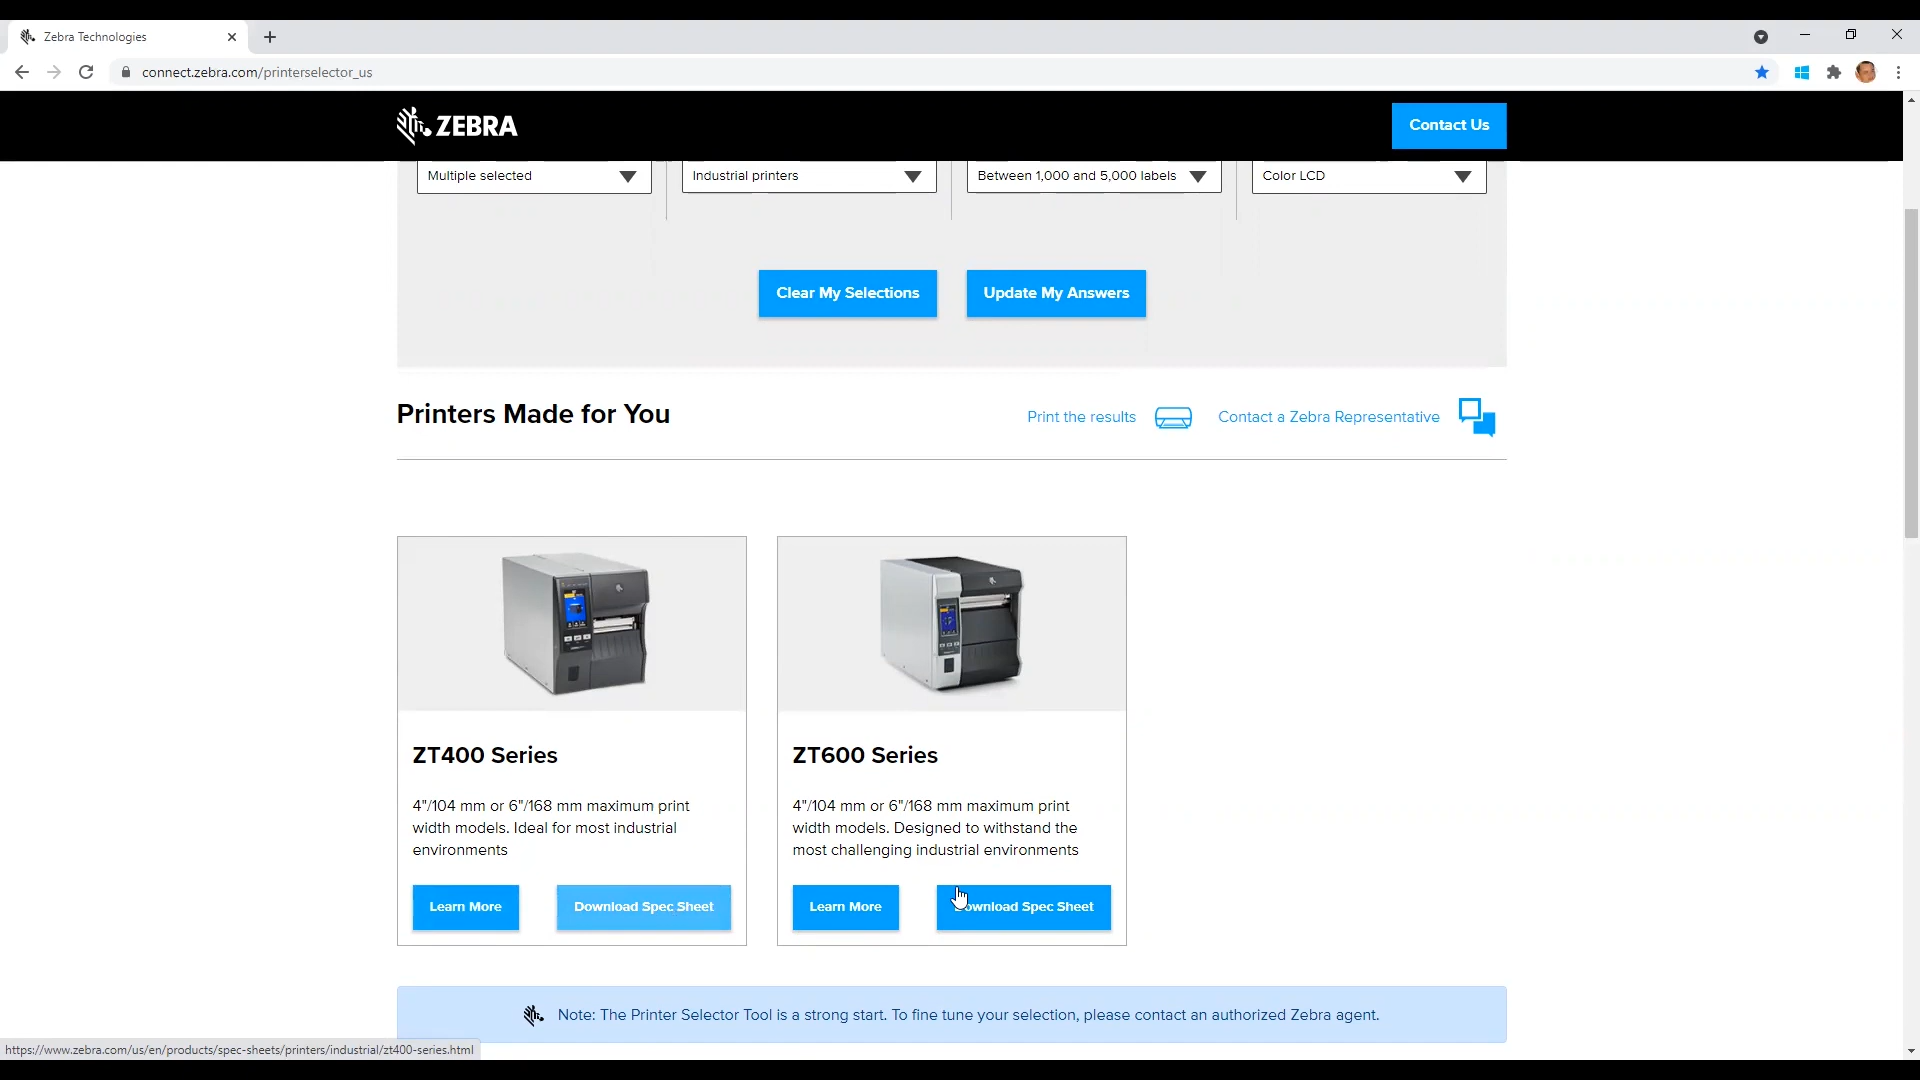 Zebra Technologies
connect.zebra.com/printerselector_us
ZEBRA
Contact Us
Multiple selected
Industrial printers
Between 1,000 and 5,000 labels
Color LCD
Clear My Selections
Update My Answers
Printers Made for You
Print the results
Contact a Zebra Representative
ZT400 Series
4"/104 mm or 6"/168 mm maximum print
width models. Ideal for most industrial
environments
Learn More
Download Spec Sheet
ZT600 Series
4"/104 mm or 6"/168 mm maximum print
width models. Designed to withstand the
most challenging industrial environments
Learn More
Download Spec Sheet
Note: The Printer Selector Tool is a strong start. To fine tune your selection, please contact an authorized Zebra agent.
https://www.zebra.com/us/en/products/spec-sheets/printers/industrial/zt400-series.html